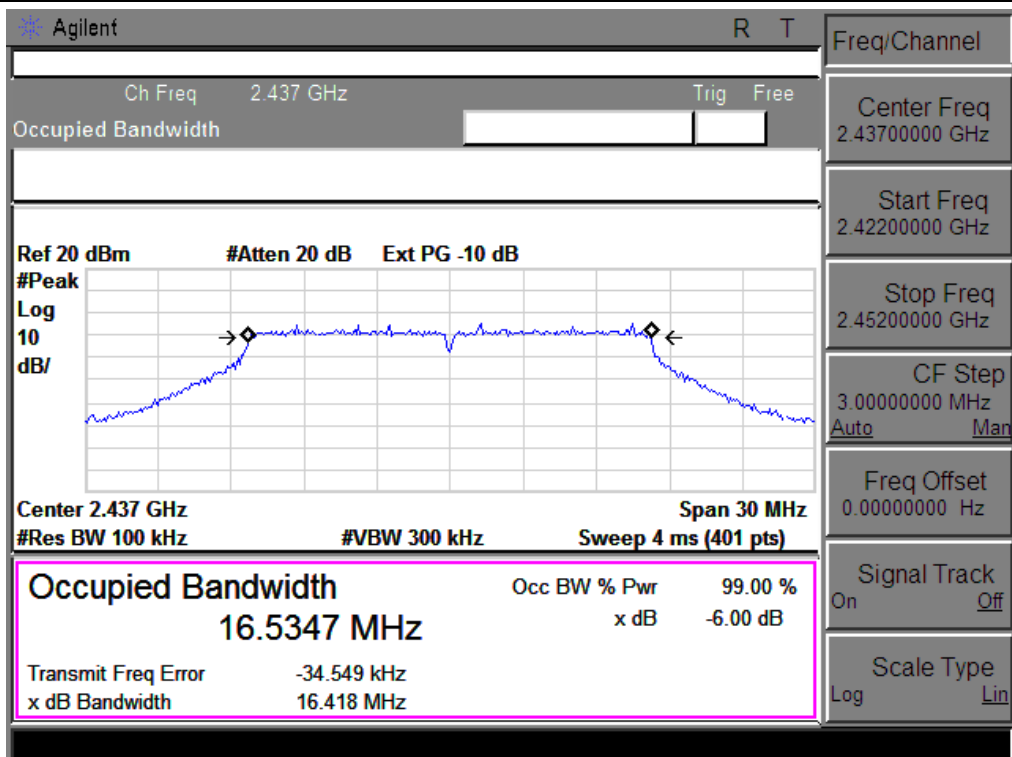 Agilent R T
Freq/Channel
Ch Freq 2.437 GHz Trig Free
Occupied Bandwidth
Center Freq
2.43700000 GHz
Start Freq
2.42200000 GHz
Stop Freq
2.45200000 GHz
CF Step
3.00000000 MHz
Auto Man
Freq Offset
0.00000000 Hz
Signal Track
On Off
Scale Type
Log Lin
Ref 20 dBm #Atten 20 dB Ext PG -10 dB
#Peak
Log
10
dB/
Center 2.437 GHz Span 30 MHz
#Res BW 100 kHz #VBW 300 kHz Sweep 4 ms (401 pts)
Occupied Bandwidth Occ BW % Pwr 99.00 %
16.5347 MHz x dB -6.00 dB
Transmit Freq Error -34.549 kHz
x dB Bandwidth 16.418 MHz